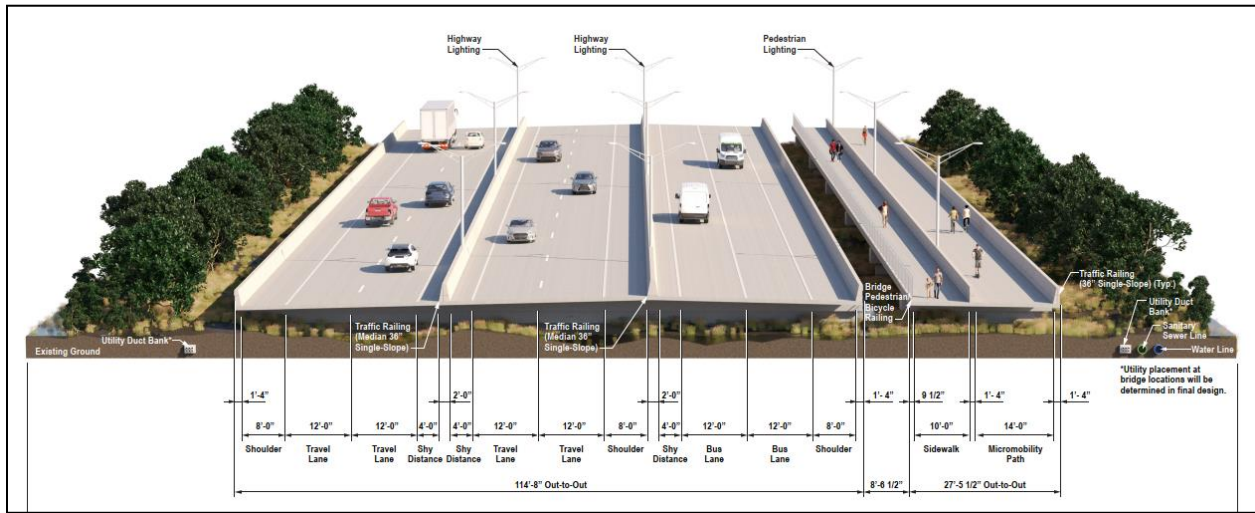 Highway
Lighting
Highway
Lighting
Pedestrian
Lighting
Traffic Railing
(36" Single-Slope) (Typ.)
Utility
Duct
Bank*
Sanitary
Sewer Line
Water Line
Bridge
Pedestrian/
Bicycle
Railing
Traffic Railing
(Median 36"
Single-Slope)
Traffic Railing
(Median 36"
Single-Slope)
Utility Duct Bank*
Existing Ground
*Utility placement at
bridge locations will be
determined in final design.
1'-4" 2'-0" 2'-0" 1'- 4" 9 1/2" 1'- 4" 1'- 4"
8'-0" 12'-0" 12'-0" 4'-0" 4'-0" 12'-0" 12'-0" 8'-0" 4'-0" 12'-0" 12'-0" 8'-0" 10'-0" 14'-0"
Shoulder Travel Lane Travel Lane Shy Distance Shy Distance Travel Lane Travel Lane Shoulder Shy Distance Bus Lane Bus Lane Shoulder Sidewalk Micromobility Path
114'-8" Out-to-Out 8'-6 1/2" 27'-5 1/2" Out-to-Out